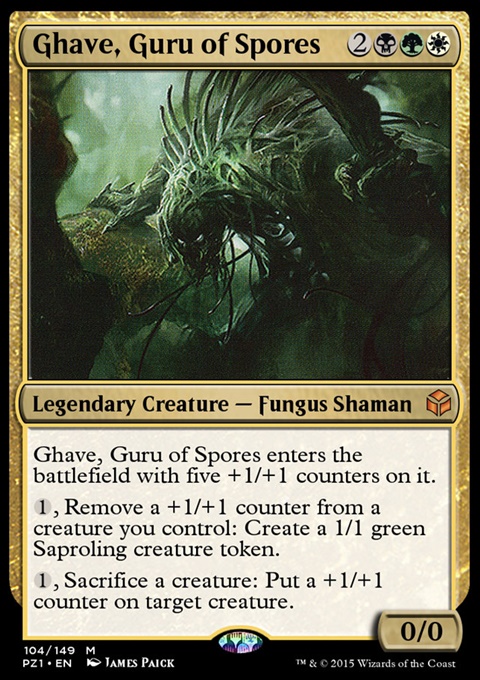 Ghave, Guru of Spores 2
Legendary Creature — Fungus Shaman
Ghave, Guru of Spores enters the
battlefield with five +1/+1 counters on it.
1, Remove a +1/+1 counter from a
creature you control: Create a 1/1 green
Saproling creature token.
1, Sacrifice a creature: Put a +1/+1
counter on target creature.
0/0
104/149 M
PZ1 • EN James Paick
™ & © 2015 Wizards of the Coast